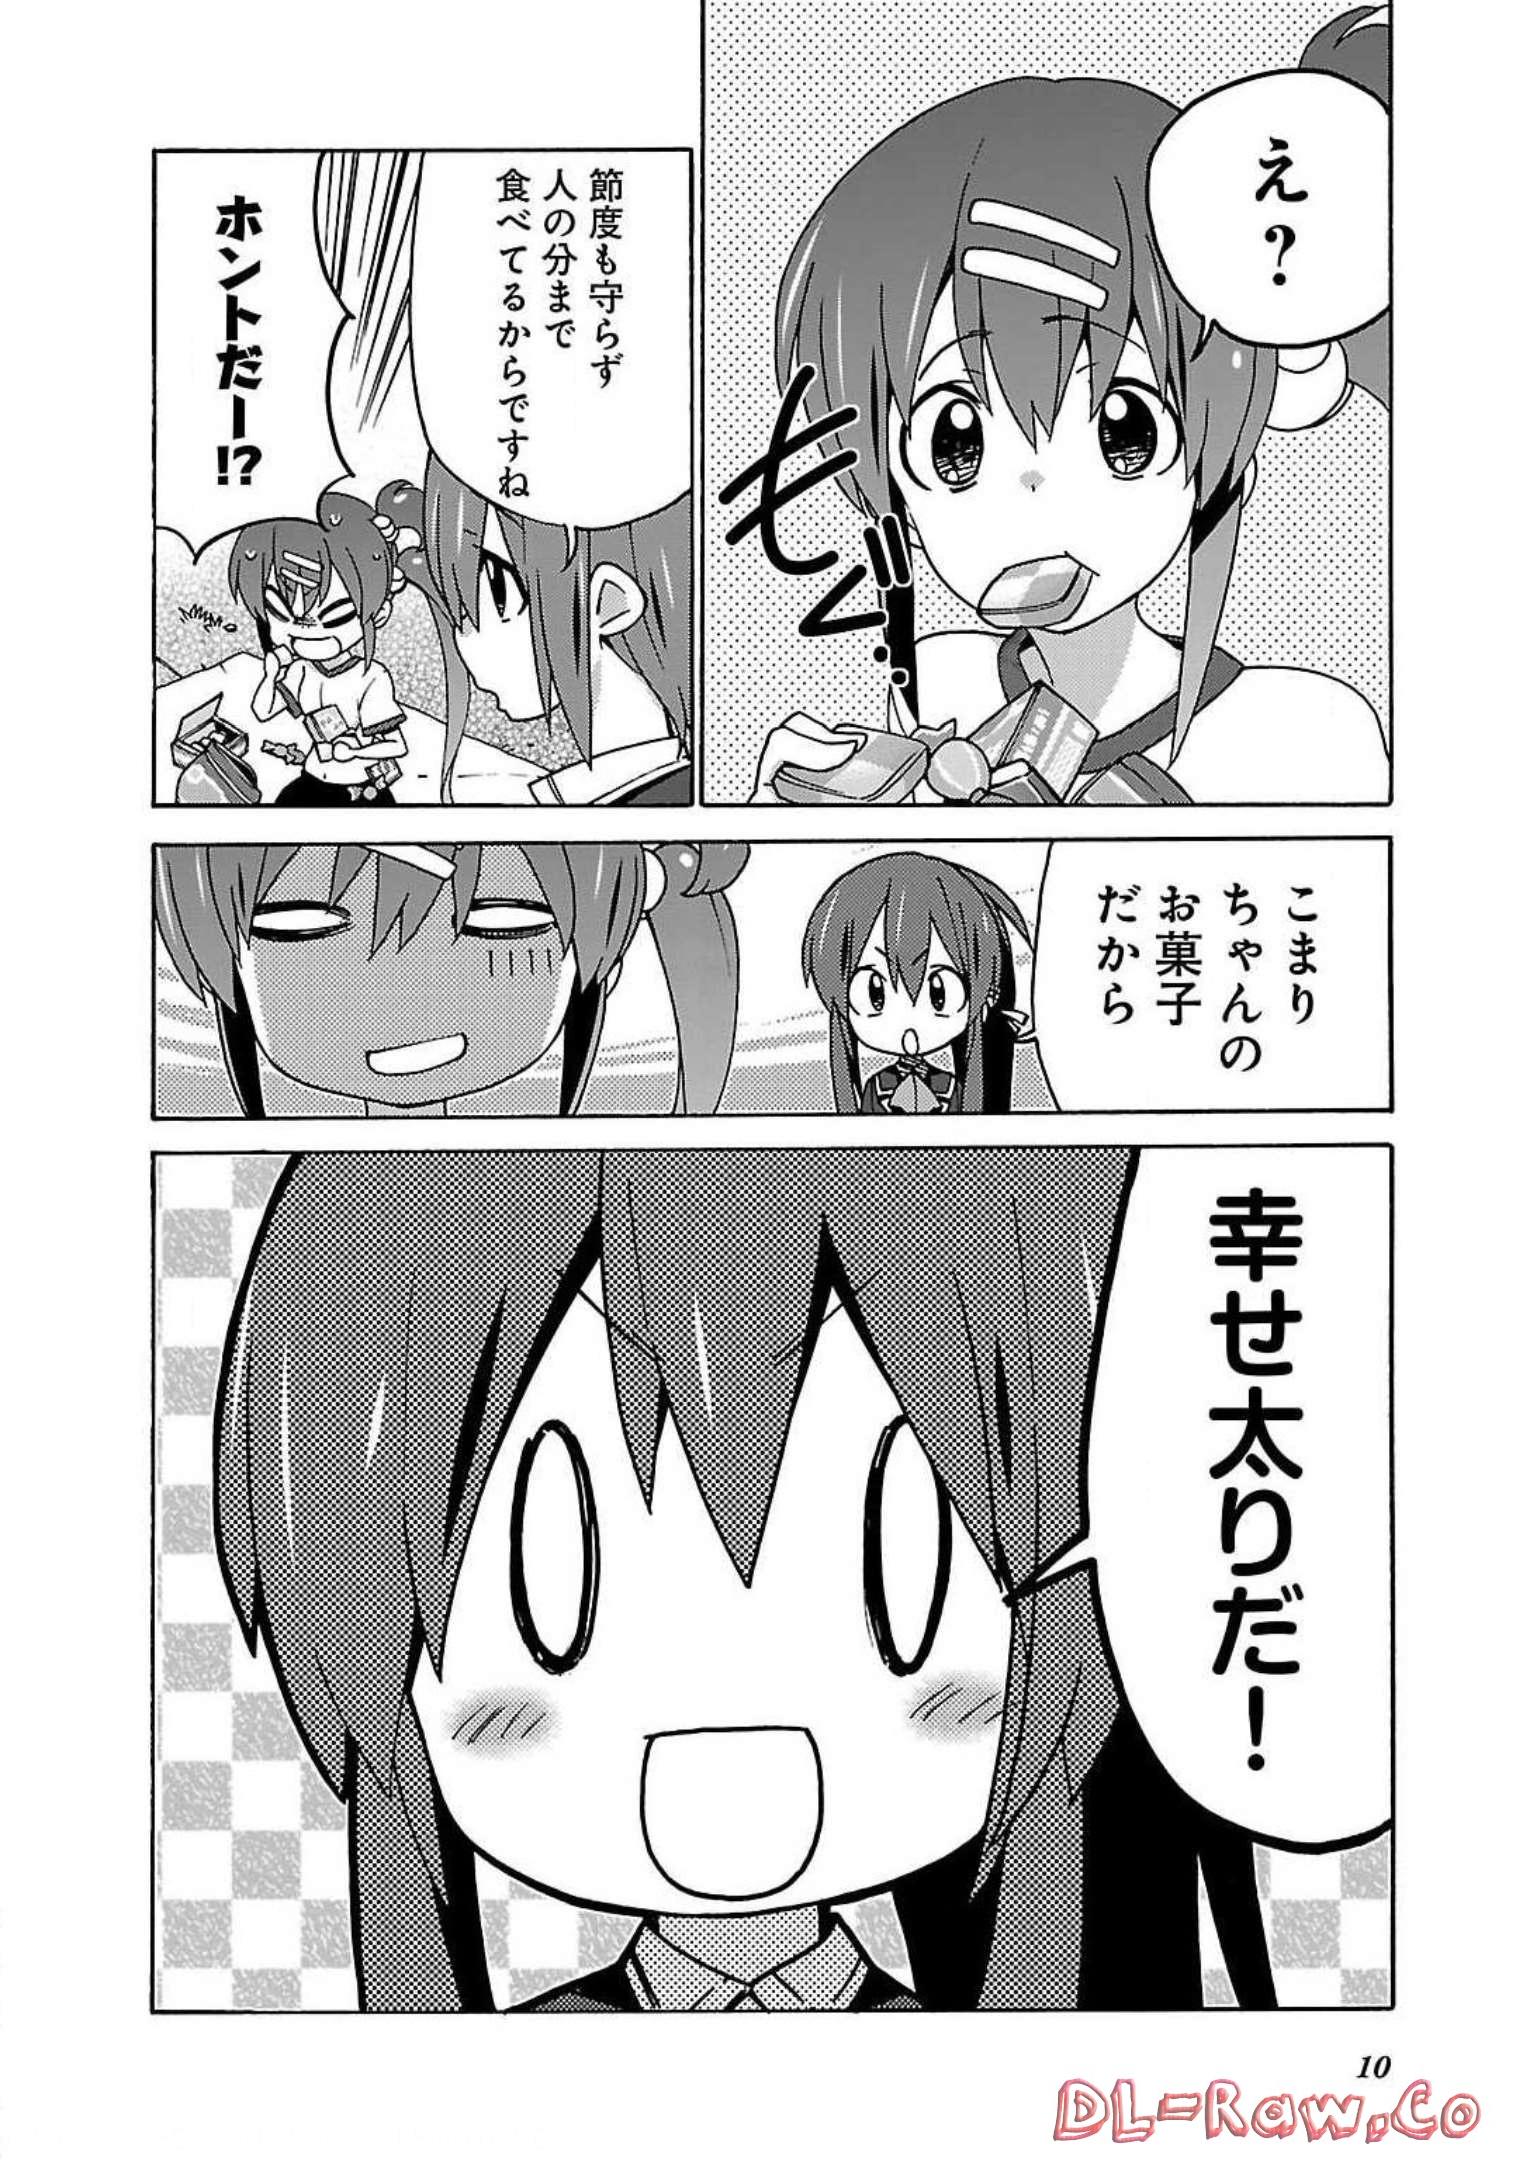 え？
モグ…
節度も守らず
人の分まで
食べてるからですね
ホントだー!?
こまり
ちゃんの
お菓子
だから
幸せ太りだ！
10
DL-Raw.Co